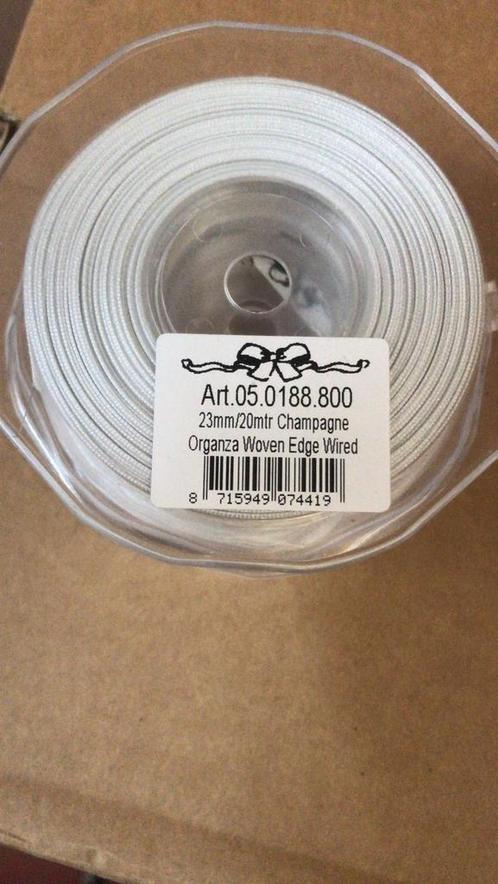 Art.05.0188.800
23mm/20mtr Champagne
Organza Woven Edge Wired
8 715949 074419